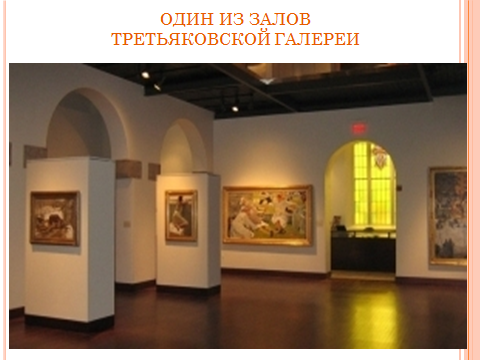 ОДИН ИЗ ЗАЛОВ
ТРЕТЬЯКОВСКОЙ ГАЛЕРЕИ